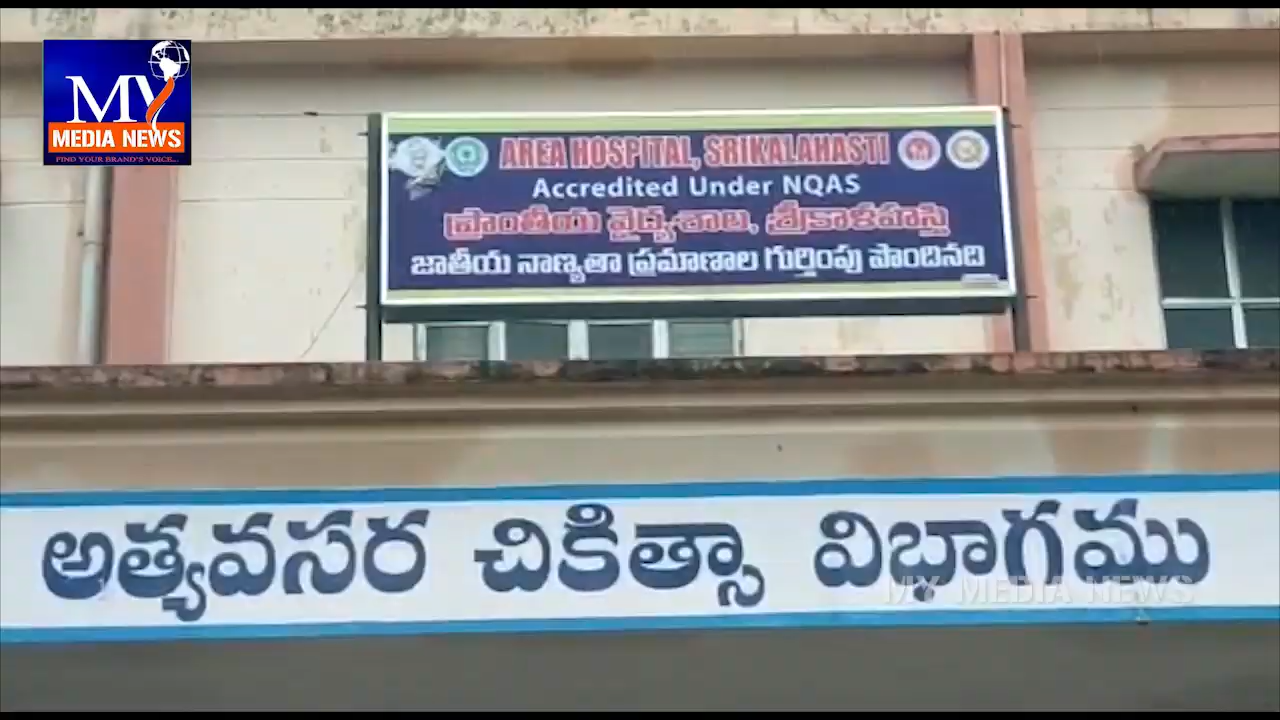 MY
MEDIA NEWS
FIND YOUR BRAND'S VOICE...
AREA HOSPITAL, SRIKALAHASTI
Accredited Under NQAS
ప్రాంతీయ వైద్యశాల, శ్రీకాళహస్తి
జాతీయ నాణ్యతా ప్రమాణాల గుర్తింపు పొందినది
అత్యవసర చికిత్సా విభాగము
MY MEDIA NEWS